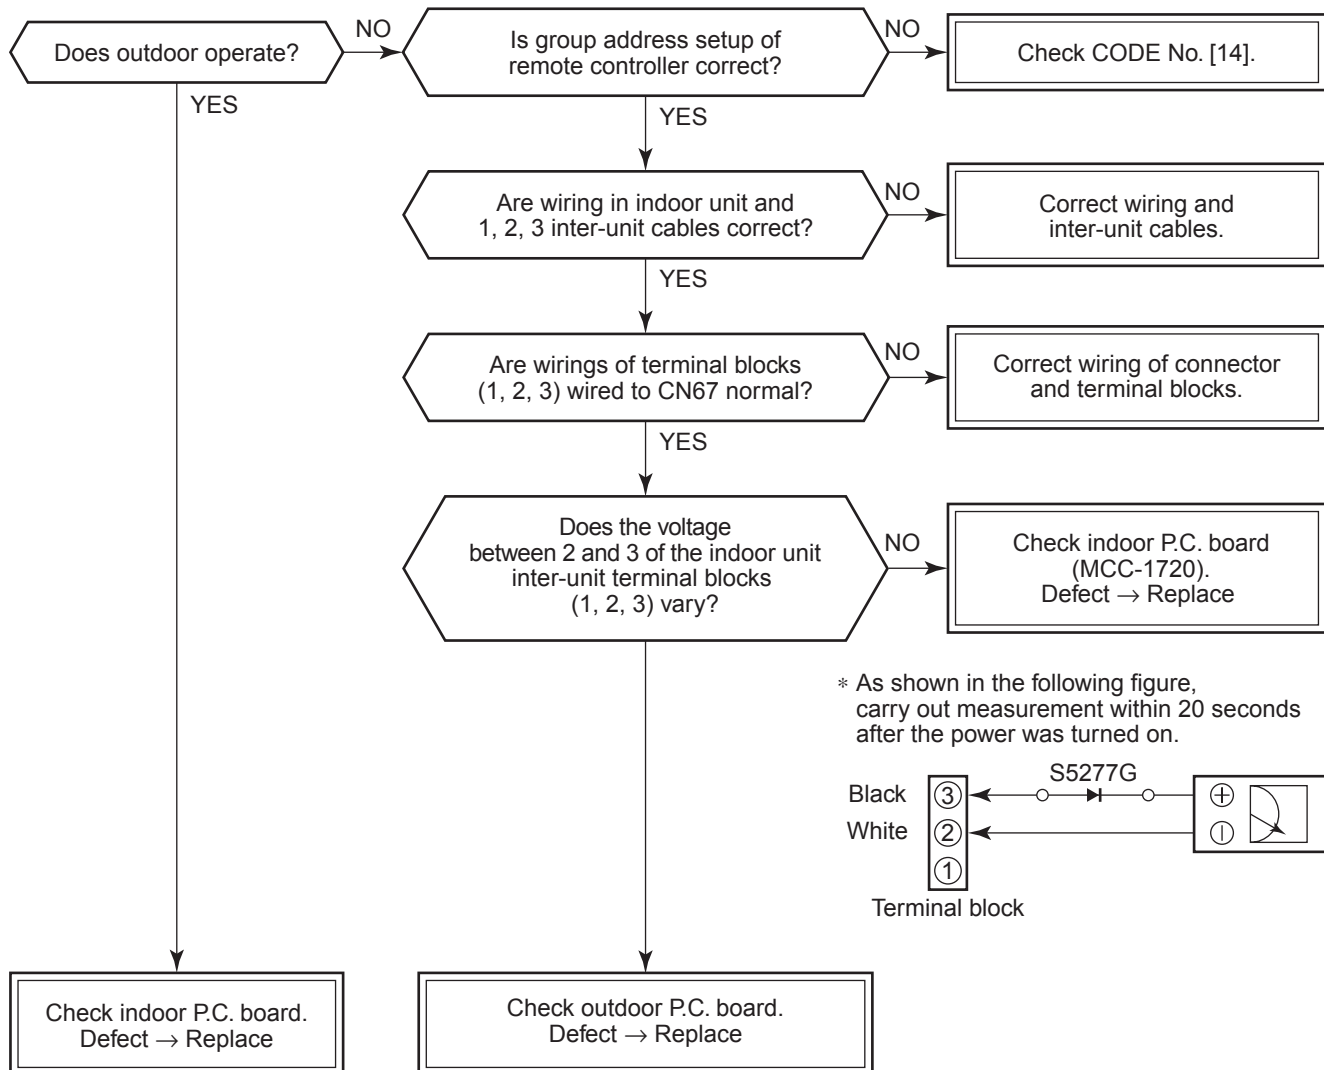 Does outdoor operate?
NO
YES
Is group address setup of
remote controller correct?
NO
Check CODE No. [14].
YES
Are wiring in indoor unit and
1, 2, 3 inter-unit cables correct?
NO
Correct wiring and
inter-unit cables.
YES
Are wirings of terminal blocks
(1, 2, 3) wired to CN67 normal?
NO
Correct wiring of connector
and terminal blocks.
YES
Does the voltage
between 2 and 3 of the indoor unit
inter-unit terminal blocks
(1, 2, 3) vary?
NO
Check indoor P.C. board
(MCC-1720).
Defect → Replace
* As shown in the following figure,
carry out measurement within 20 seconds
after the power was turned on.
S5277G
Black ③ ⊕
White ② ⊖
①
Terminal block
Check indoor P.C. board.
Defect → Replace
Check outdoor P.C. board.
Defect → Replace